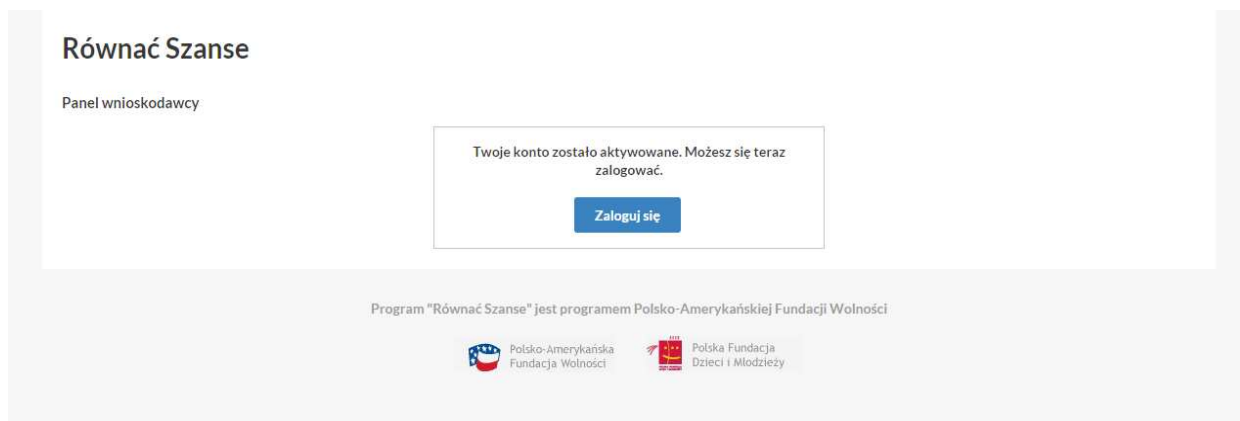 Równać Szanse
Panel wnioskodawcy
Twoje konto zostało aktywowane. Możesz się teraz
zalogować.
Zaloguj się
Program "Równać Szanse" jest programem Polsko-Amerykańskiej Fundacji Wolności
Polsko-Amerykańska
Fundacja Wolności
Polska Fundacja
Dzieci i Młodzieży